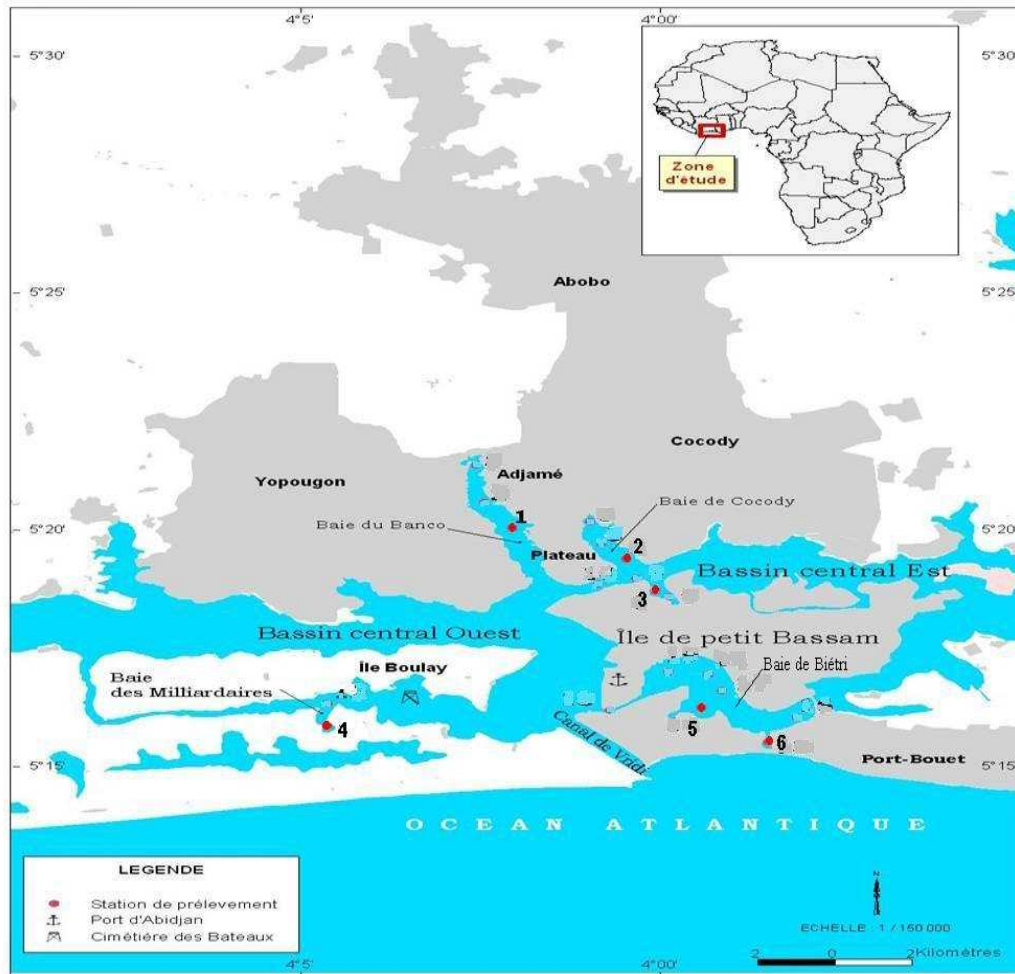 4°5'
4°00'
5°30'
5°30'
Zone
d'étude
5°25'
5°25'
Abobo
Cocody
Adjamé
Yopougon
Baie de Cocody
1
Baie du Banco
5°20'
5°20'
2
Plateau
Bassin central Est
3
Bassin central Ouest
Île de petit Bassam
Île Boulay
Baie de Biétri
Baie
des Milliardaires
4
5
6
Canal de Vridi
Port-Bouet
5°15'
5°15'
OCEAN ATLANTIQUE
LEGENDE
Station de prélevement
Port d'Abidjan
Cimétiére des Bateaux
N
ECHELLE 1 / 150 000
2 0 2 Kilométres
4°5'
4°00'